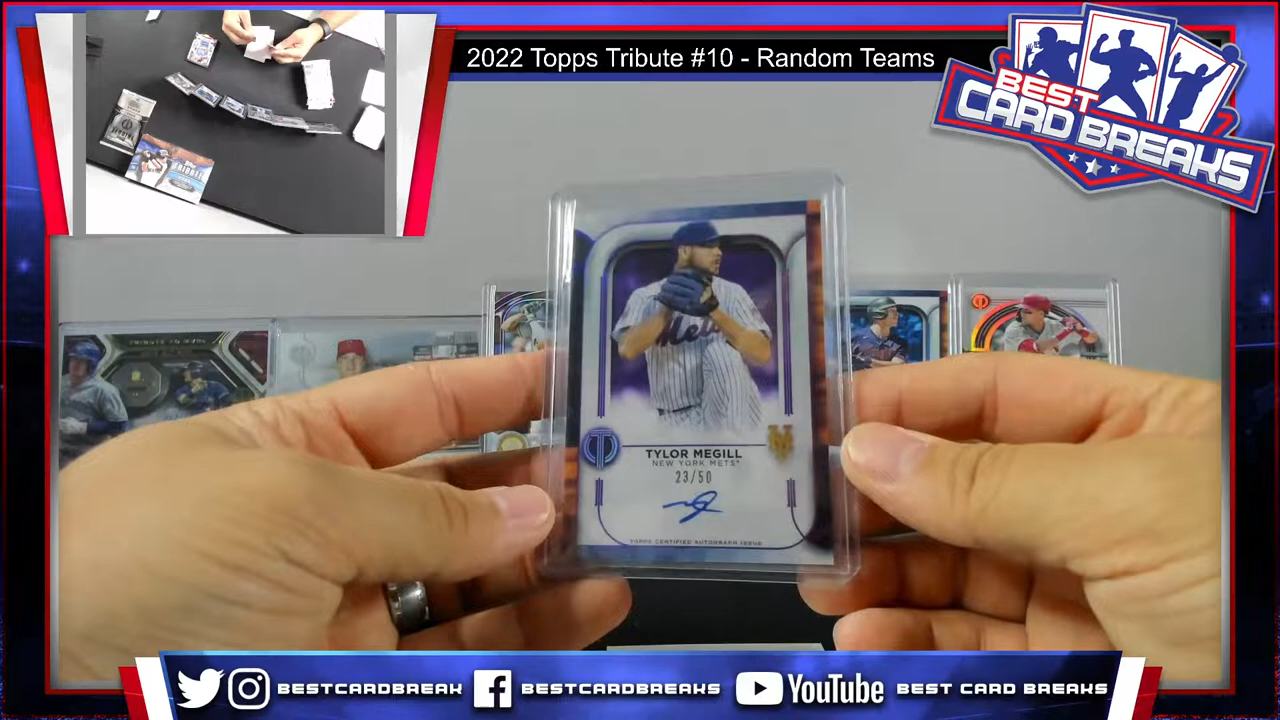 2022 Topps Tribute #10 - Random Teams
BEST
CARD BREAKS
TYLOR MEGILL
NEW YORK METS
23/50
TOPPS CERTIFIED AUTOGRAPH ISSUE
BESTCARDBREAK
BESTCARDBREAKS
YouTube
BEST CARD BREAKS